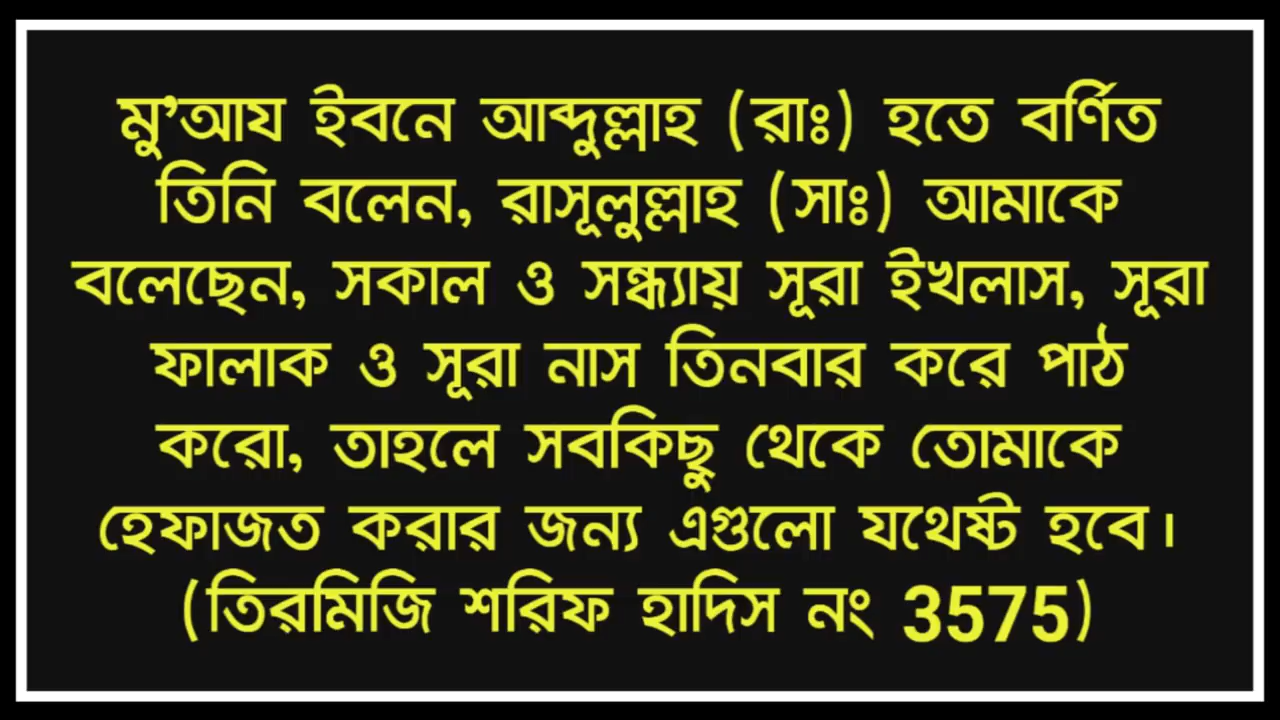 মু’আয ইবনে আব্দুল্লাহ (রাঃ) হতে বর্ণিত
তিনি বলেন, রাসূলুল্লাহ (সাঃ) আমাকে
বলেছেন, সকাল ও সন্ধ্যায় সূরা ইখলাস, সূরা
ফালাক ও সূরা নাস তিনবার করে পাঠ
করো, তাহলে সবকিছু থেকে তোমাকে
হেফাজত করার জন্য এগুলো যথেষ্ট হবে।
(তিরমিজি শরিফ হাদিস নং 3575)